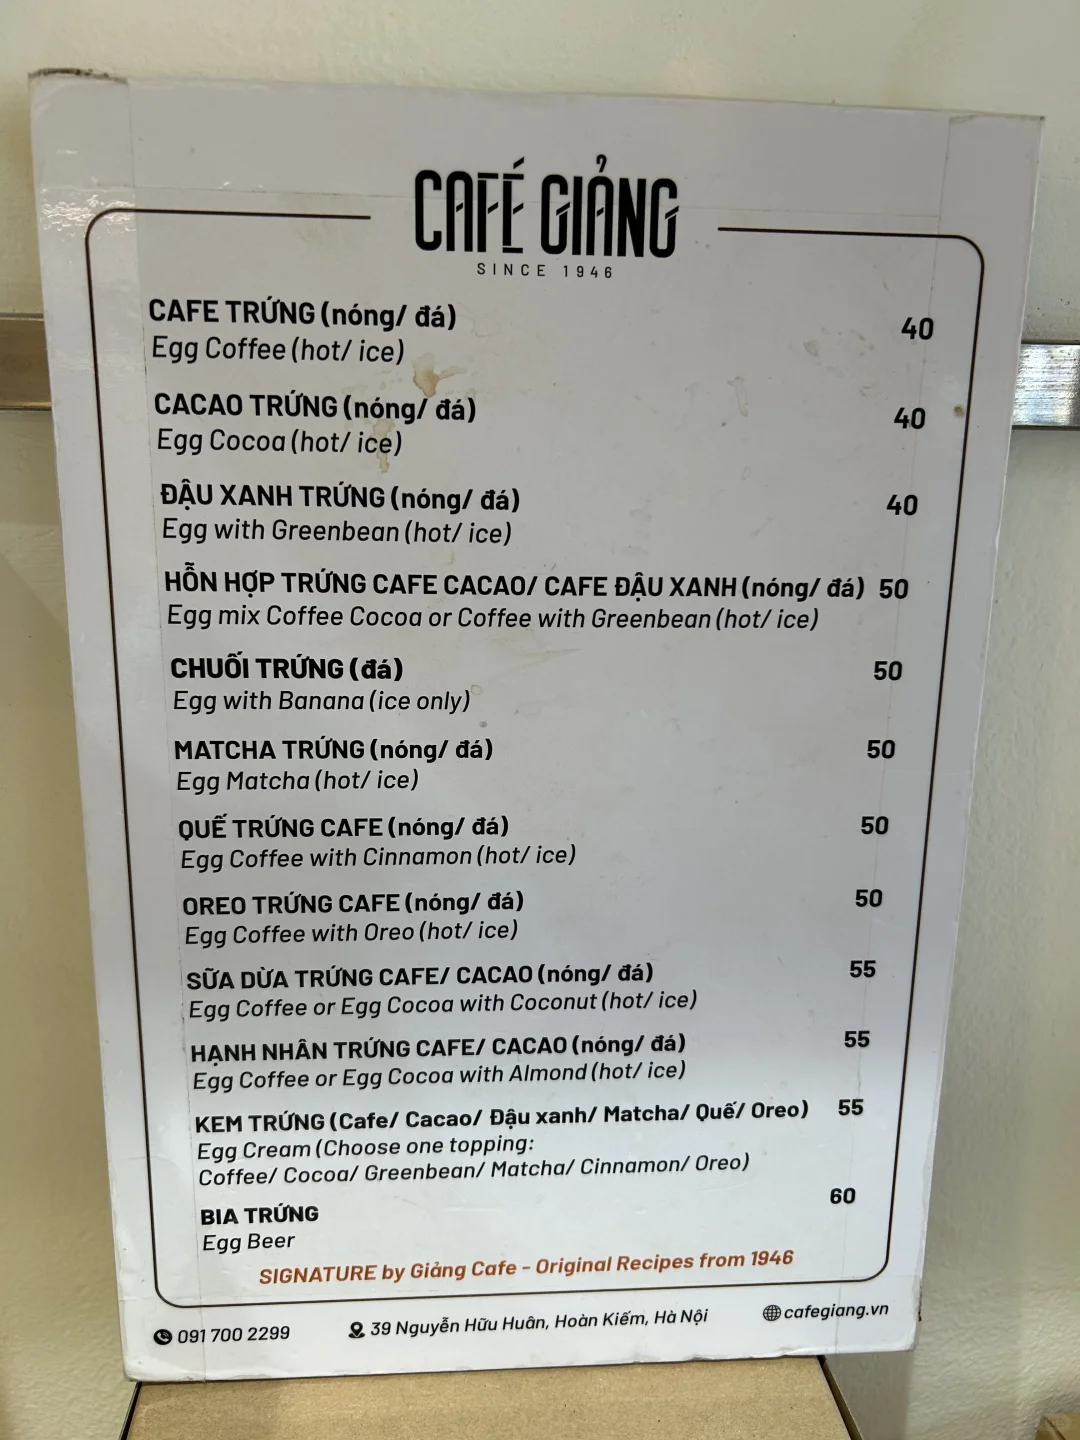 CAFÉ GIẢNG
SINCE 1946
CAFE TRỨNG (nóng/ đá) 40
Egg Coffee (hot/ ice)
CACAO TRỨNG (nóng/ đá) 40
Egg Cocoa (hot/ ice)
ĐẬU XANH TRỨNG (nóng/ đá) 40
Egg with Greenbean (hot/ ice)
HỖN HỢP TRỨNG CAFE CACAO/ CAFE ĐẬU XANH (nóng/ đá) 50
Egg mix Coffee Cocoa or Coffee with Greenbean (hot/ ice)
CHUỐI TRỨNG (đá) 50
Egg with Banana (ice only)
MATCHA TRỨNG (nóng/ đá) 50
Egg Matcha (hot/ ice)
QUẾ TRỨNG CAFE (nóng/ đá) 50
Egg Coffee with Cinnamon (hot/ ice)
OREO TRỨNG CAFE (nóng/ đá) 50
Egg Coffee with Oreo (hot/ ice)
SỮA DỪA TRỨNG CAFE/ CACAO (nóng/ đá) 55
Egg Coffee or Egg Cocoa with Coconut (hot/ ice)
HẠNH NHÂN TRỨNG CAFE/ CACAO (nóng/ đá) 55
Egg Coffee or Egg Cocoa with Almond (hot/ ice)
KEM TRỨNG (Cafe/ Cacao/ Đậu xanh/ Matcha/ Quế/ Oreo) 55
Egg Cream (Choose one topping:
Coffee/ Cocoa/ Greenbean/ Matcha/ Cinnamon/ Oreo)
BIA TRỨNG 60
Egg Beer
SIGNATURE by Giảng Cafe - Original Recipes from 1946
091 700 2299 39 Nguyễn Hữu Huân, Hoàn Kiếm, Hà Nội cafegiang.vn